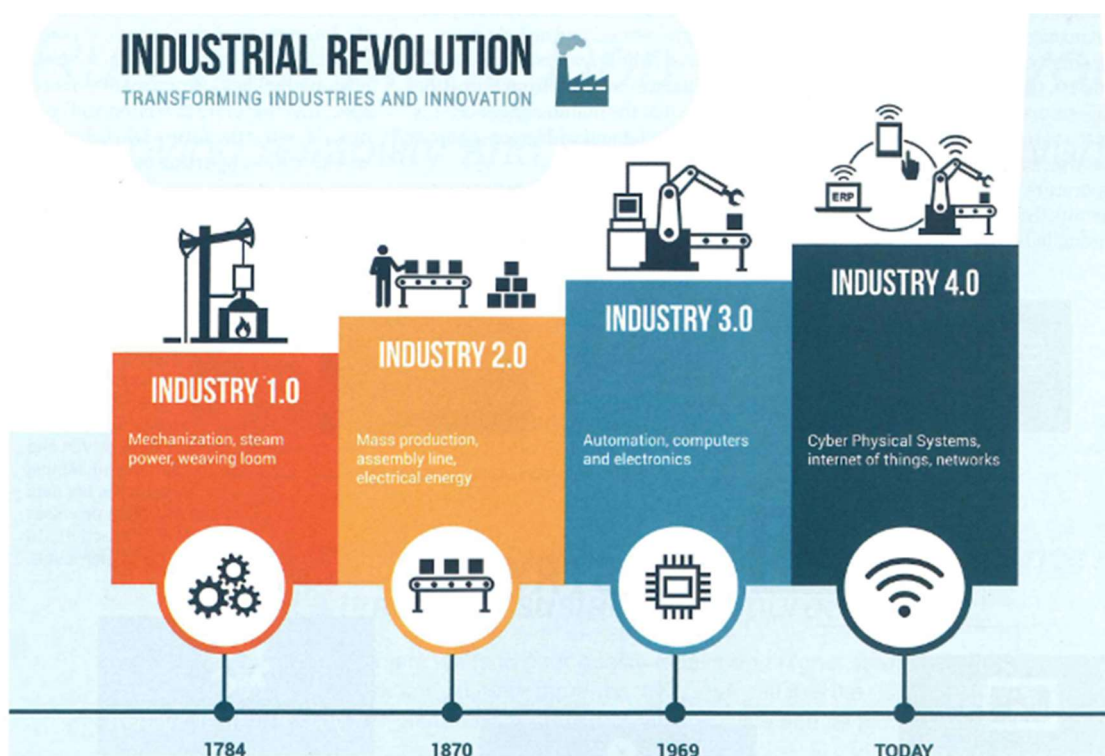 INDUSTRIAL REVOLUTION
TRANSFORMING INDUSTRIES AND INNOVATION
ERP
INDUSTRY 1.0
Mechanization, steam
power, weaving loom
INDUSTRY 2.0
Mass production,
assembly line,
electrical energy
INDUSTRY 3.0
Automation, computers
and electronics
INDUSTRY 4.0
Cyber Physical Systems,
internet of things, networks
1784
1870
1969
TODAY